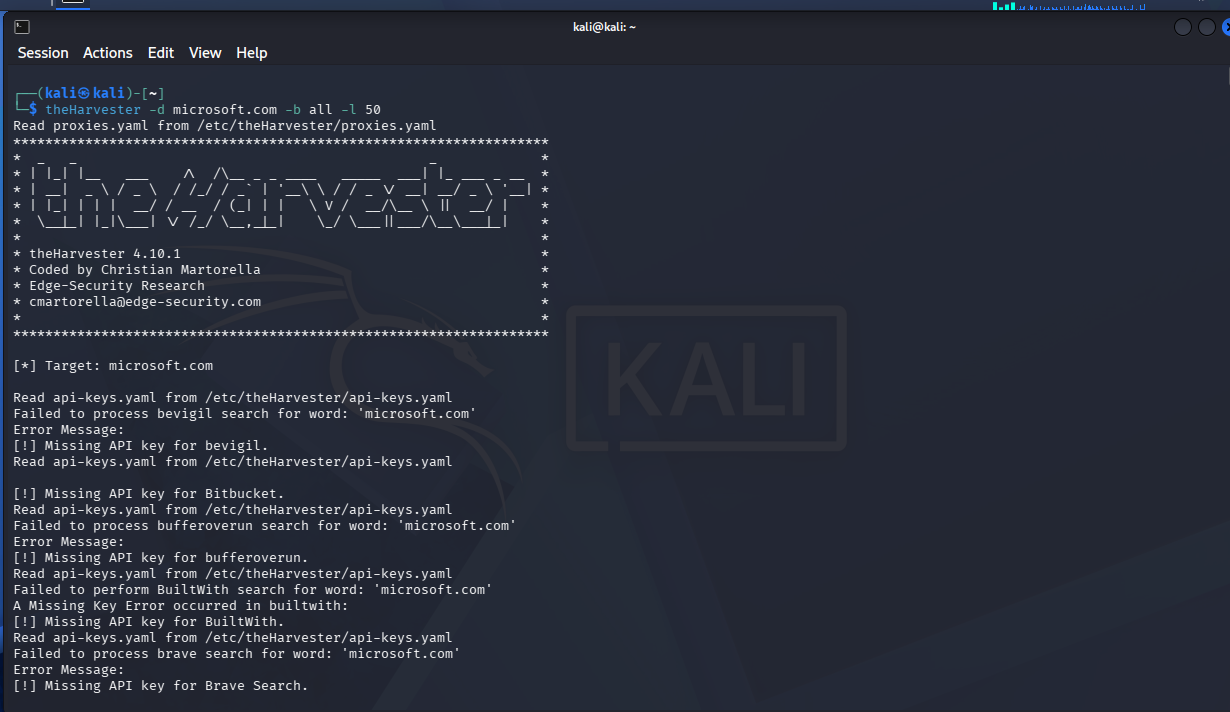 kali@kali: ~
Session Actions Edit View Help
┌──(kali㉿kali)-[~]
└─$ theHarvester -d microsoft.com -b all -l 50
Read proxies.yaml from /etc/theHarvester/proxies.yaml
*******************************************************************
*
theHarvester
*
* theHarvester 4.10.1 *
* Coded by Christian Martorella *
* Edge-Security Research *
* cmartorella@edge-security.com *
* *
*******************************************************************
[*] Target: microsoft.com
Read api-keys.yaml from /etc/theHarvester/api-keys.yaml
Failed to process bevigil search for word: 'microsoft.com'
Error Message:
[!] Missing API key for bevigil.
Read api-keys.yaml from /etc/theHarvester/api-keys.yaml
[!] Missing API key for Bitbucket.
Read api-keys.yaml from /etc/theHarvester/api-keys.yaml
Failed to process bufferoverun search for word: 'microsoft.com'
Error Message:
[!] Missing API key for bufferoverun.
Read api-keys.yaml from /etc/theHarvester/api-keys.yaml
Failed to perform BuiltWith search for word: 'microsoft.com'
A Missing Key Error occurred in builtwith:
[!] Missing API key for BuiltWith.
Read api-keys.yaml from /etc/theHarvester/api-keys.yaml
Failed to process brave search for word: 'microsoft.com'
Error Message:
[!] Missing API key for Brave Search.
KALI